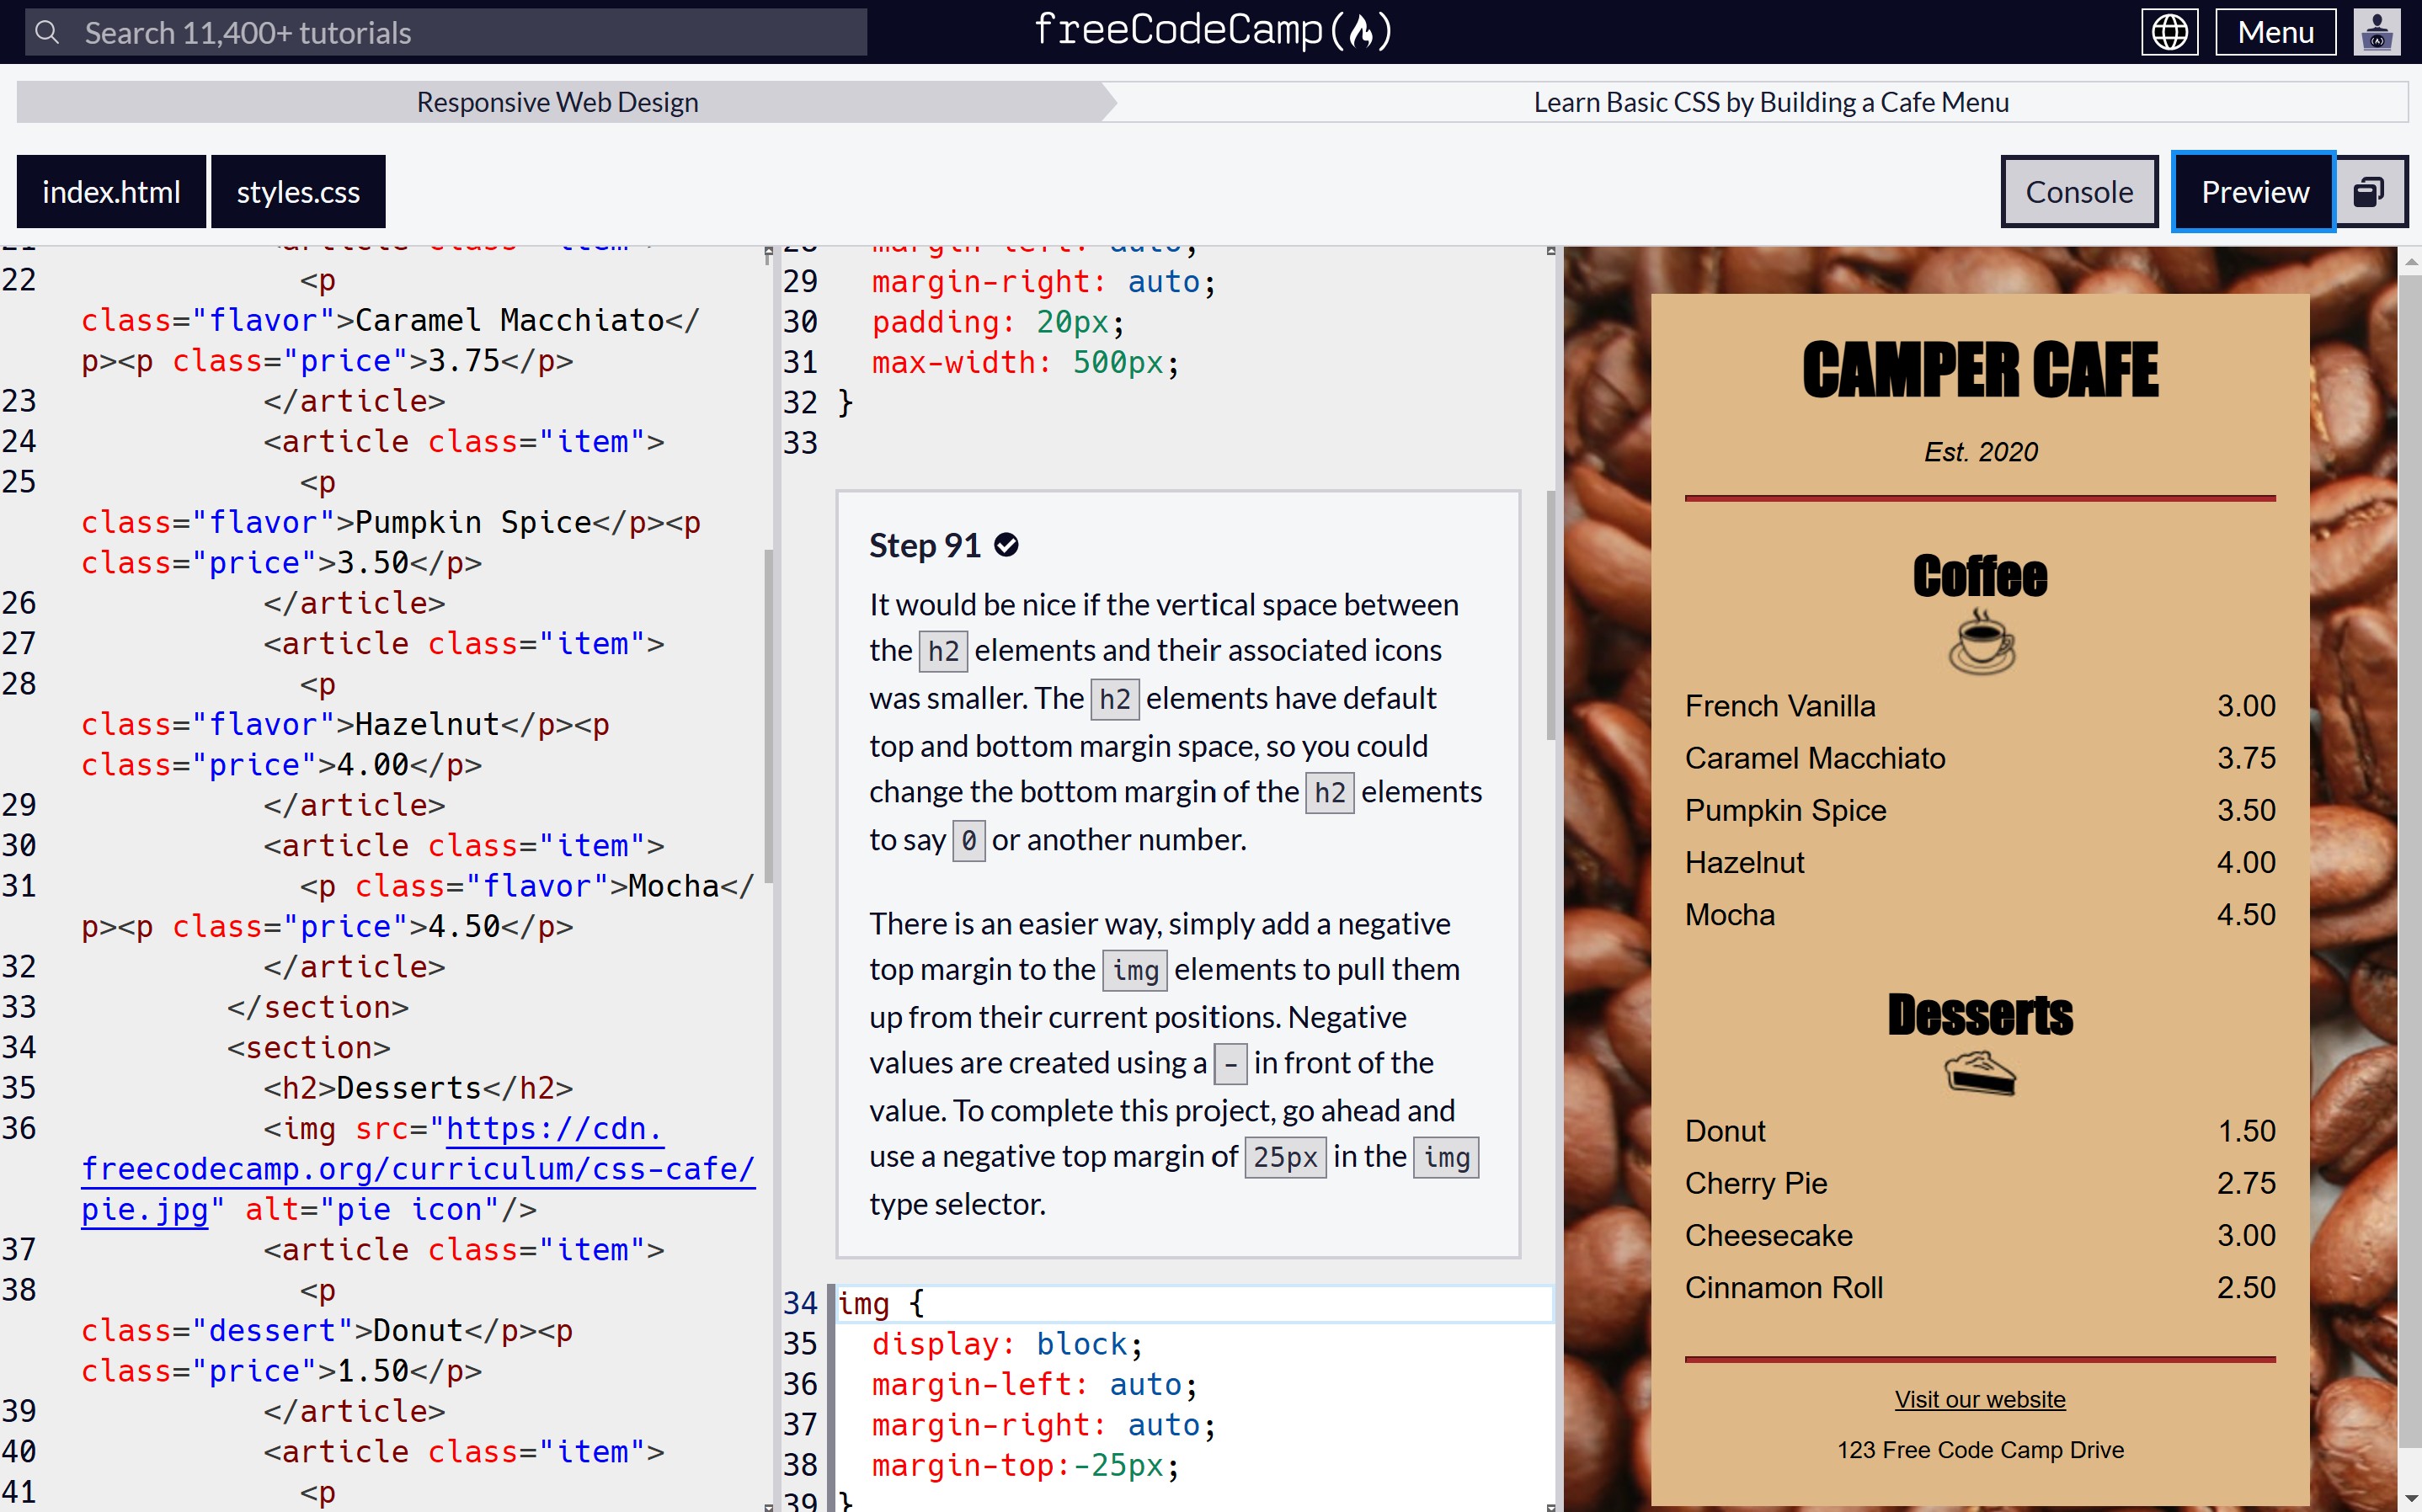 Search 11,400+ tutorials
freeCodeCamp
Menu
Responsive Web Design
Learn Basic CSS by Building a Cafe Menu
index.html
styles.css
Console
Preview
22 <p
class="flavor">Caramel Macchiato</
p><p class="price">3.75</p>
23 </article>
24 <article class="item">
25 <p
class="flavor">Pumpkin Spice</p><p
class="price">3.50</p>
26 </article>
27 <article class="item">
28 <p
class="flavor">Hazelnut</p><p
class="price">4.00</p>
29 </article>
30 <article class="item">
31 <p class="flavor">Mocha</
p><p class="price">4.50</p>
32 </article>
33 </section>
34 <section>
35 <h2>Desserts</h2>
36 <img src="https://cdn.
freecodecamp.org/curriculum/css-cafe/
pie.jpg" alt="pie icon"/>
37 <article class="item">
38 <p
class="dessert">Donut</p><p
class="price">1.50</p>
39 </article>
40 <article class="item">
41 <p
28 margin-left: auto;
29 margin-right: auto;
30 padding: 20px;
31 max-width: 500px;
32 }
33
Step 91
It would be nice if the vertical space between
the h2 elements and their associated icons
was smaller. The h2 elements have default
top and bottom margin space, so you could
change the bottom margin of the h2 elements
to say 0 or another number.
There is an easier way, simply add a negative
top margin to the img elements to pull them
up from their current positions. Negative
values are created using a - in front of the
value. To complete this project, go ahead and
use a negative top margin of 25px in the img
type selector.
34 img {
35 display: block;
36 margin-left: auto;
37 margin-right: auto;
38 margin-top:-25px;
39 }
CAMPER CAFE
Est. 2020
Coffee
French Vanilla 3.00
Caramel Macchiato 3.75
Pumpkin Spice 3.50
Hazelnut 4.00
Mocha 4.50
Desserts
Donut 1.50
Cherry Pie 2.75
Cheesecake 3.00
Cinnamon Roll 2.50
Visit our website
123 Free Code Camp Drive